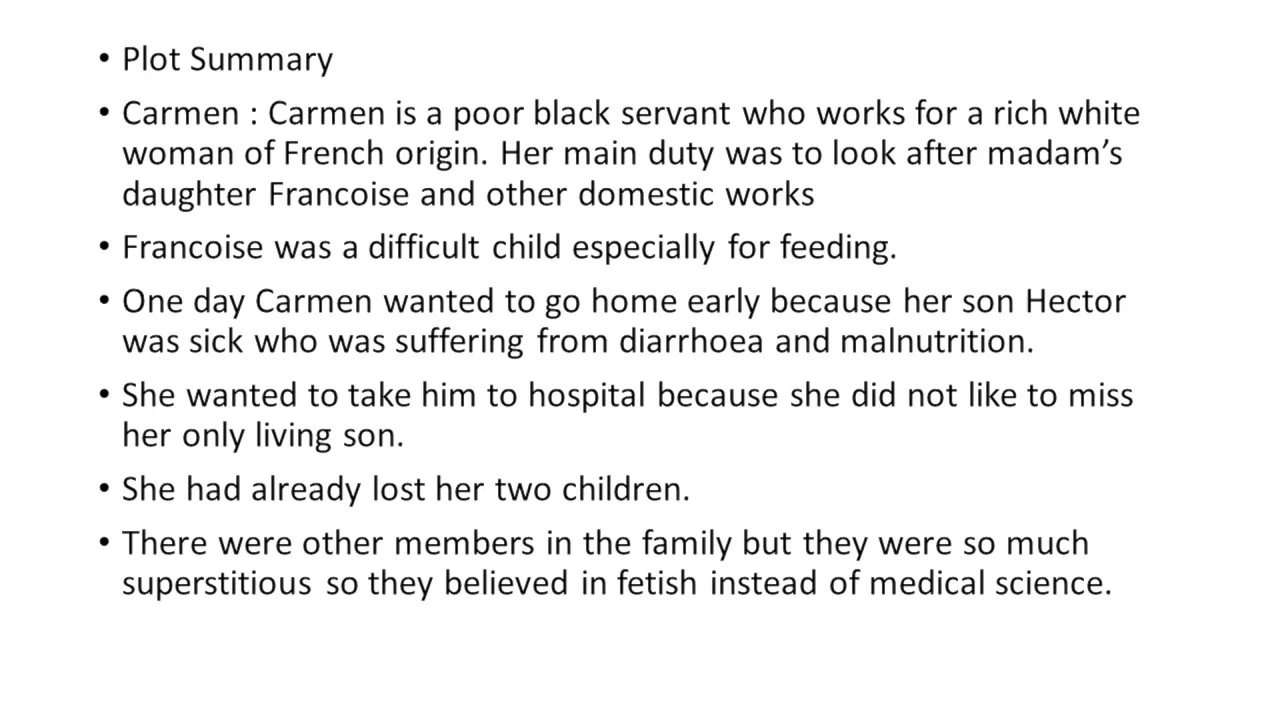 • Plot Summary
• Carmen : Carmen is a poor black servant who works for a rich white
woman of French origin. Her main duty was to look after madam’s
daughter Francoise and other domestic works
• Francoise was a difficult child especially for feeding.
• One day Carmen wanted to go home early because her son Hector
was sick who was suffering from diarrhoea and malnutrition.
• She wanted to take him to hospital because she did not like to miss
her only living son.
• She had already lost her two children.
• There were other members in the family but they were so much
superstitious so they believed in fetish instead of medical science.